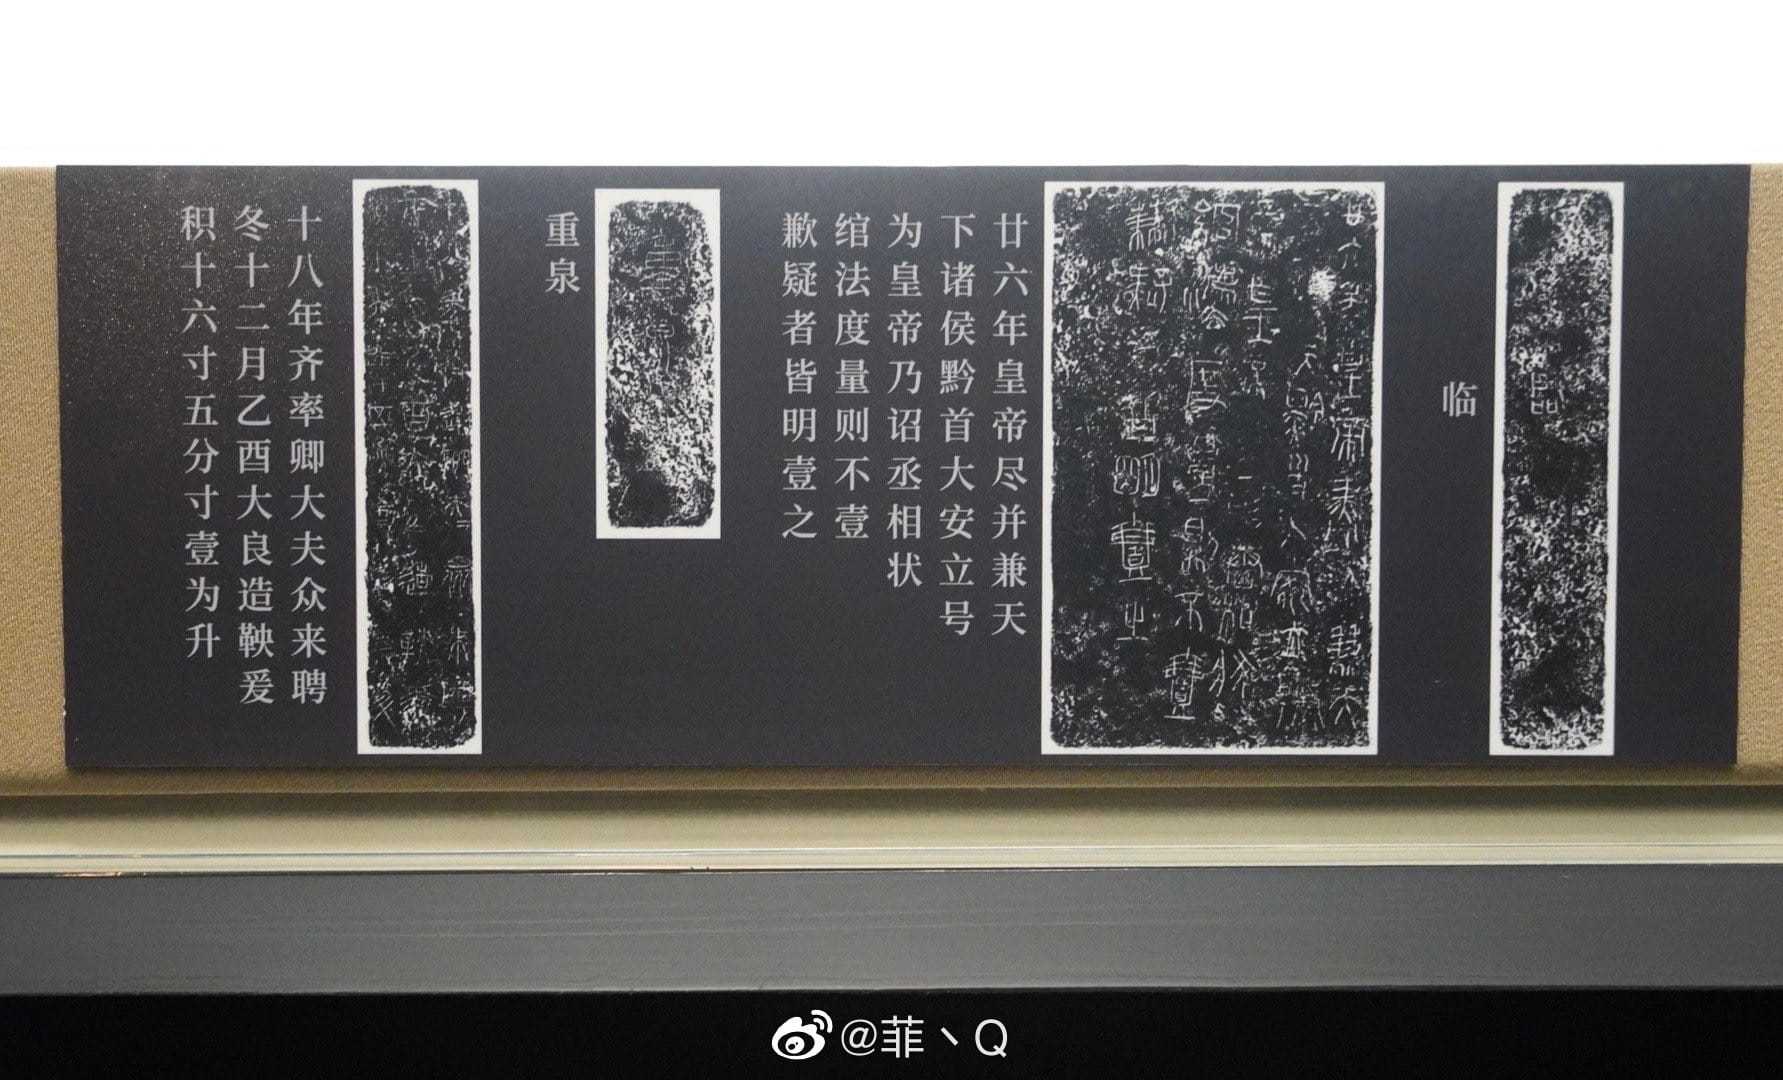 临
廿六年皇帝尽并兼天
下诸侯黔首大安立号
为皇帝乃诏丞相状
绾法度量则不壹
歉疑者皆明壹之
重泉
十八年齐率卿大夫众来聘
冬十二月乙酉大良造鞅爰
积十六寸五分寸壹为升
@菲丶Q